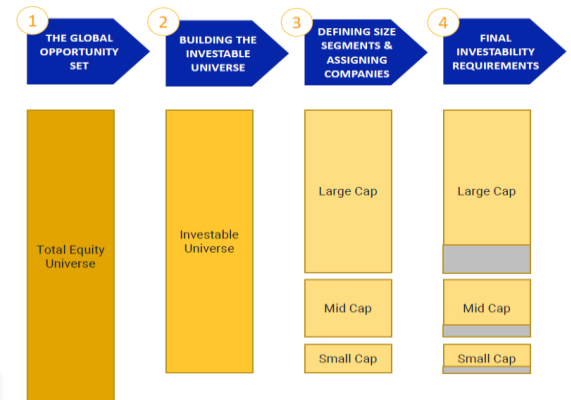 1
THE GLOBAL
OPPORTUNITY
SET
2
BUILDING THE
INVESTABLE
UNIVERSE
3
DEFINING SIZE
SEGMENTS &
ASSIGNING
COMPANIES
4
FINAL
INVESTABILITY
REQUIREMENTS
Total Equity
Universe
Investable
Universe
Large Cap
Mid Cap
Small Cap
Large Cap
Mid Cap
Small Cap